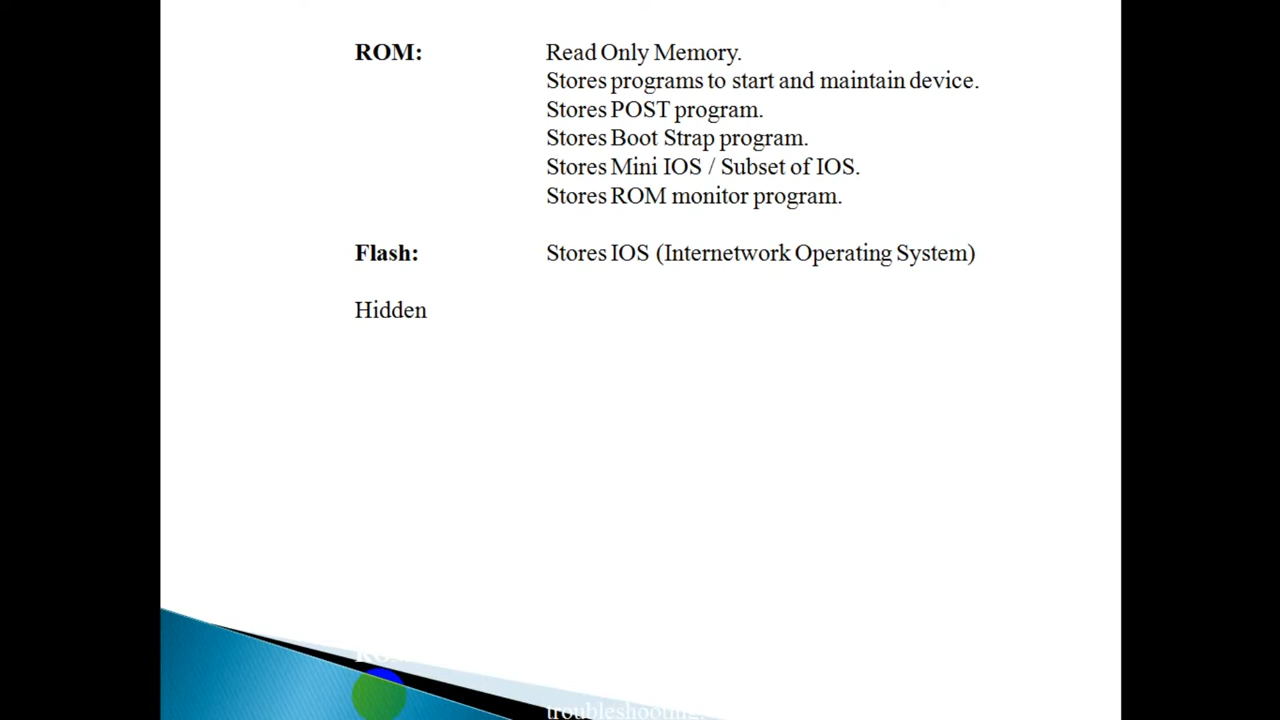 ROM: Read Only Memory.
Stores programs to start and maintain device.
Stores POST program.
Stores Boot Strap program.
Stores Mini IOS / Subset of IOS.
Stores ROM monitor program.
Flash: Stores IOS (Internetwork Operating System)
Hidden
troubleshooting.